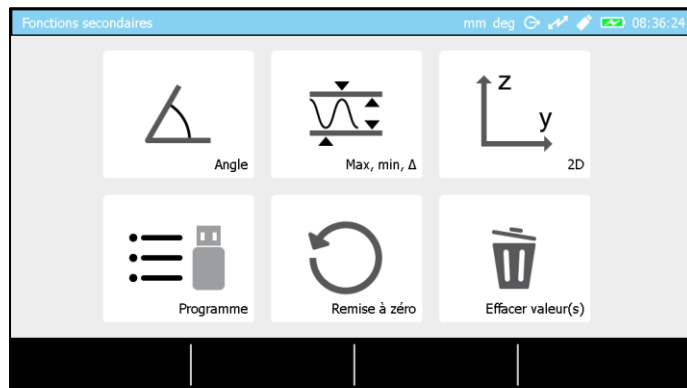 Fonctions secondaires
mm deg 08:36:24
Angle
Max, min, Δ
z
y
2D
Programme
Remise à zéro
Effacer valeur(s)